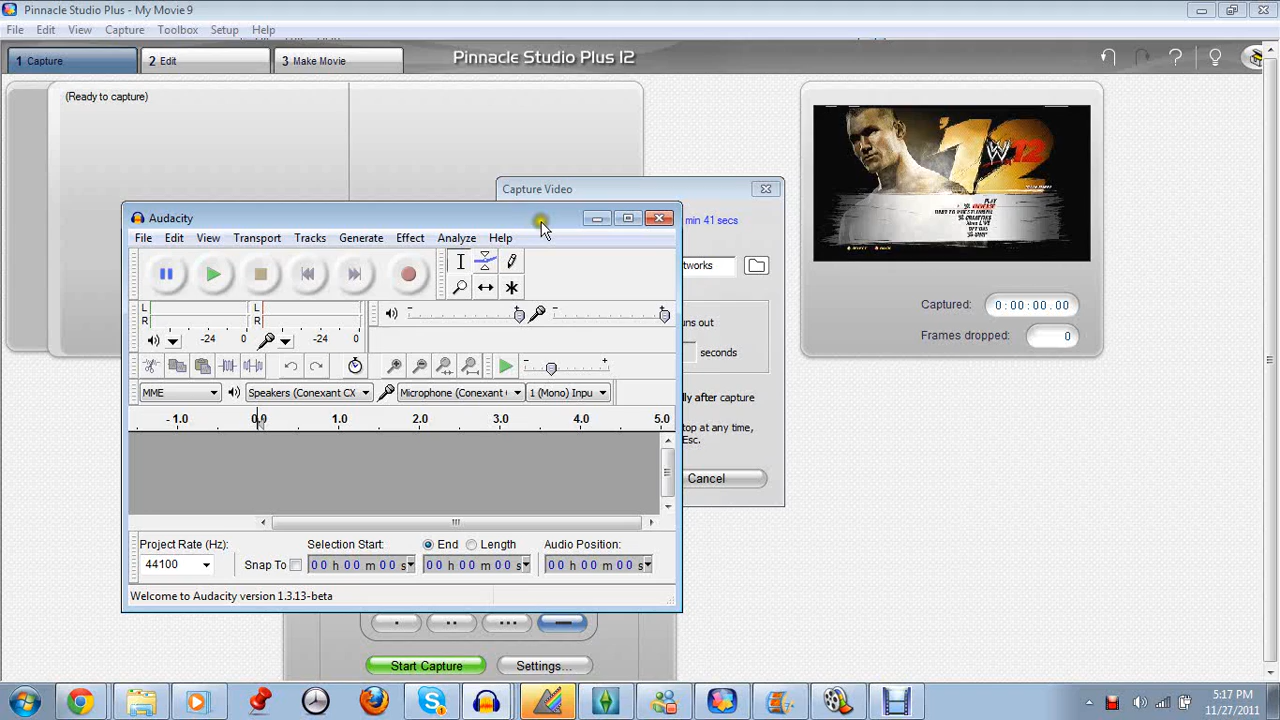 Pinnacle Studio Plus - My Movie 9
File Edit View Capture Toolbox Setup Help
1 Capture 2 Edit 3 Make Movie Pinnacle Studio Plus 12
(Ready to capture)
Capture Video
min 41 secs
tworks
uns out
seconds
lly after capture
top at any time,
Esc.
Cancel
'12
W12
PLAY
Captured: 0:00:00.00
Frames dropped: 0
Audacity
File Edit View Transport Tracks Generate Effect Analyze Help
L
R
-24 0
L
R
-24 0
- + - +
- +
MME Speakers (Conexant CX Microphone (Conexant 1 (Mono) Inpu
- 1.0 0.0 1.0 2.0 3.0 4.0 5.0
Project Rate (Hz): Selection Start: End Length Audio Position:
44100 Snap To 00 h 00 m 00 s 00 h 00 m 00 s 00 h 00 m 00 s
Welcome to Audacity version 1.3.13-beta
Start Capture Settings...
5:17 PM
11/27/2011